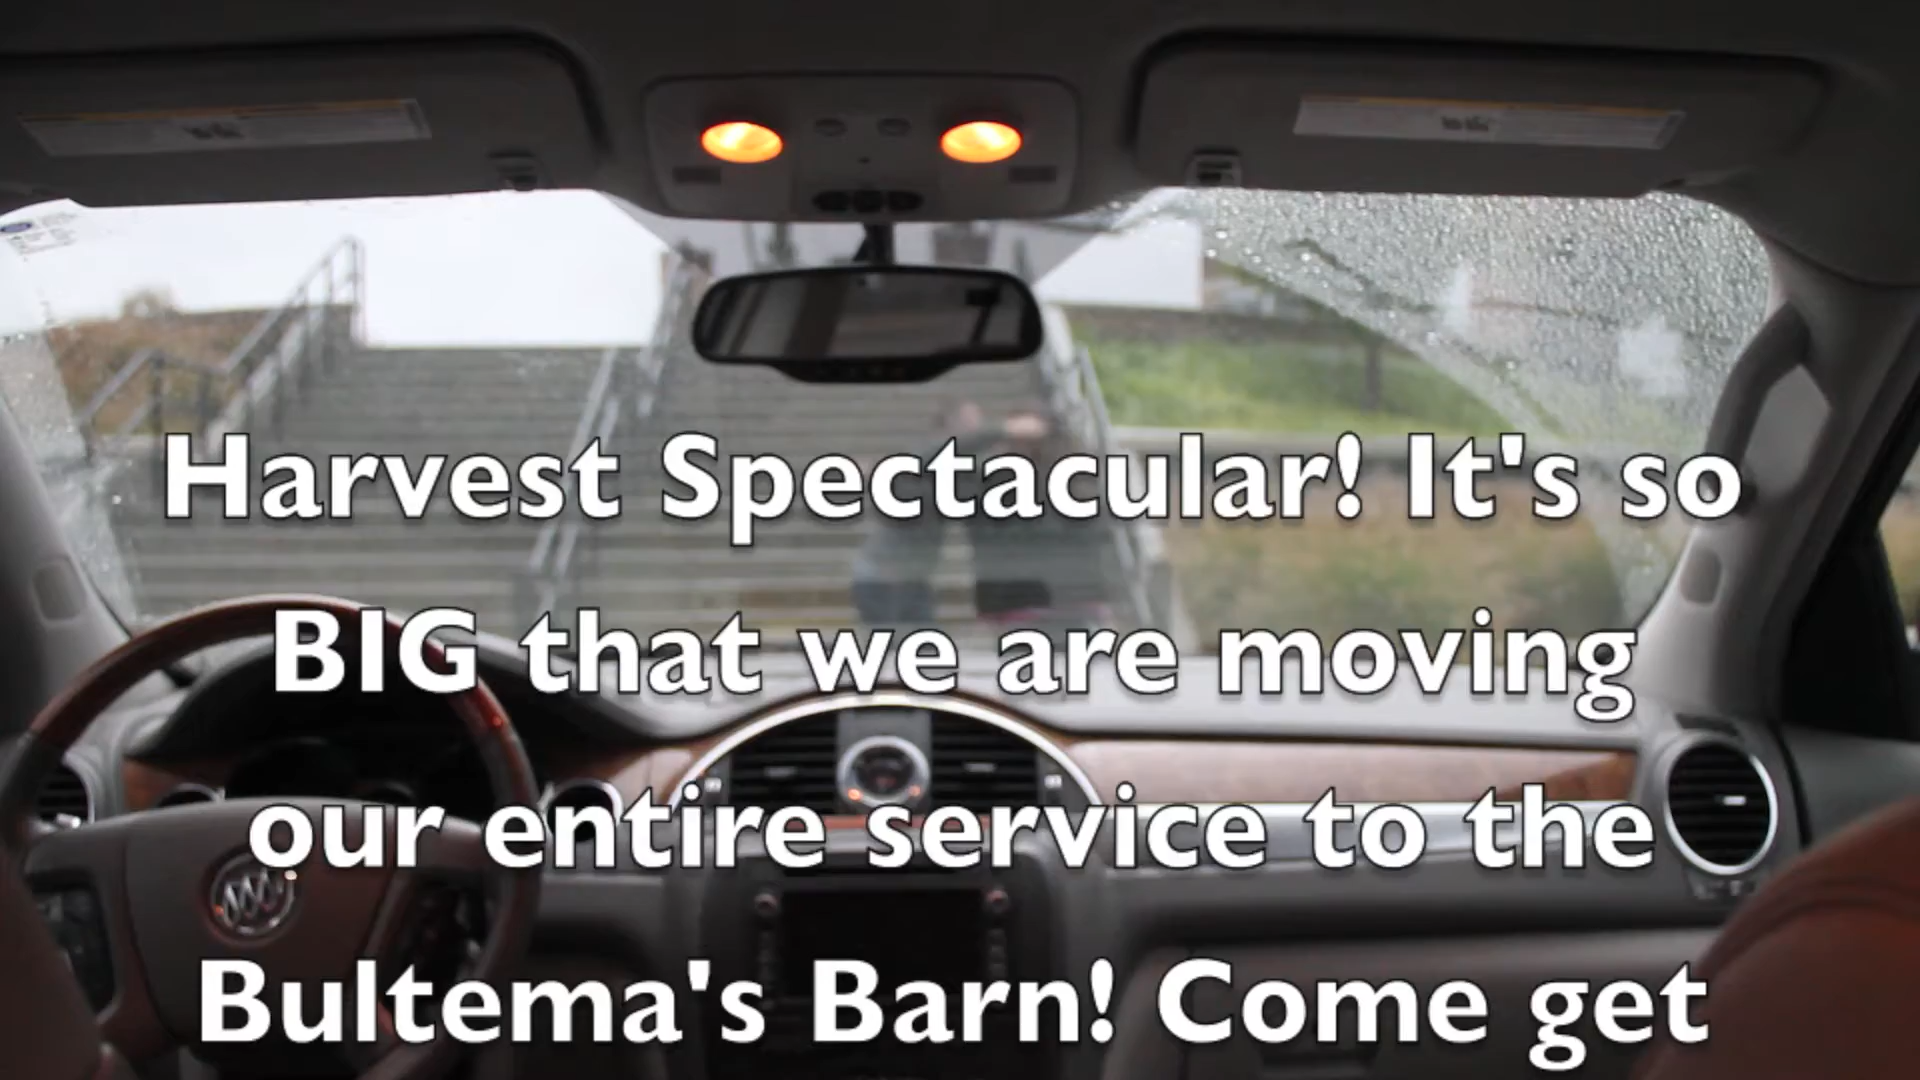 Harvest Spectacular! It's so
BIG that we are moving
our entire service to the
Bultema's Barn! Come get